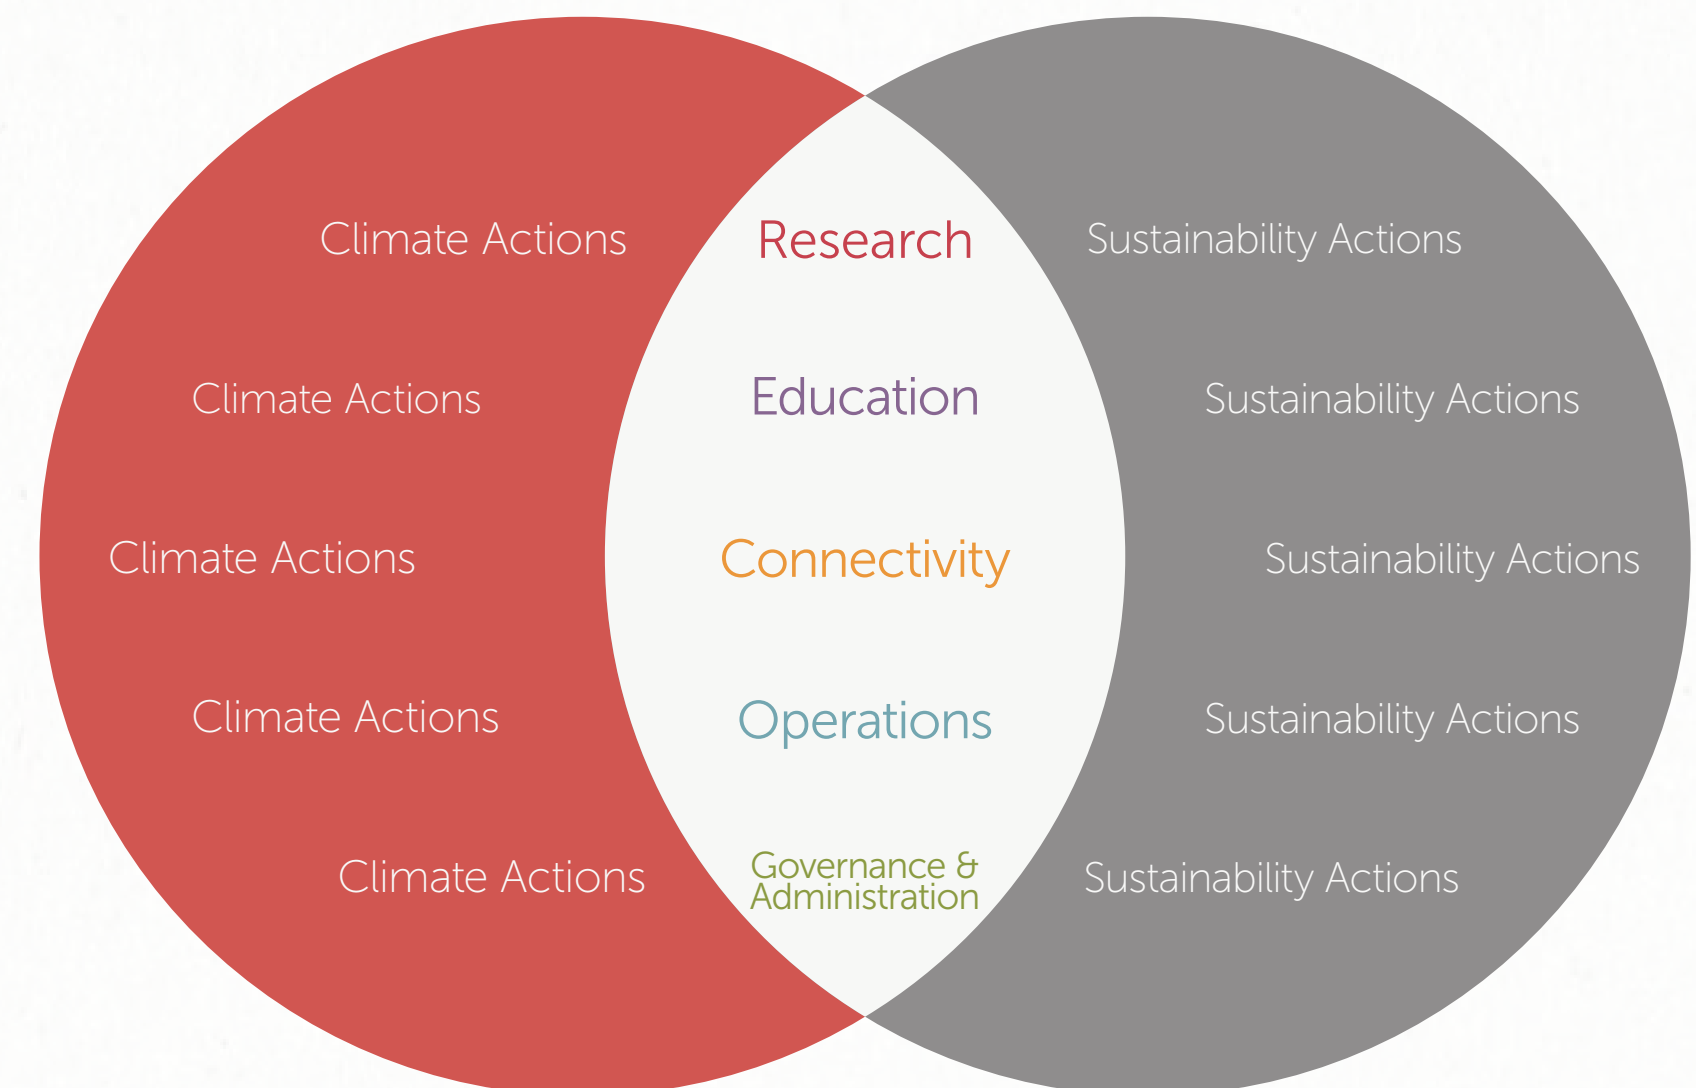 Climate Actions Research Sustainability Actions
Climate Actions Education Sustainability Actions
Climate Actions Connectivity Sustainability Actions
Climate Actions Operations Sustainability Actions
Climate Actions Governance & Sustainability Actions
Administration